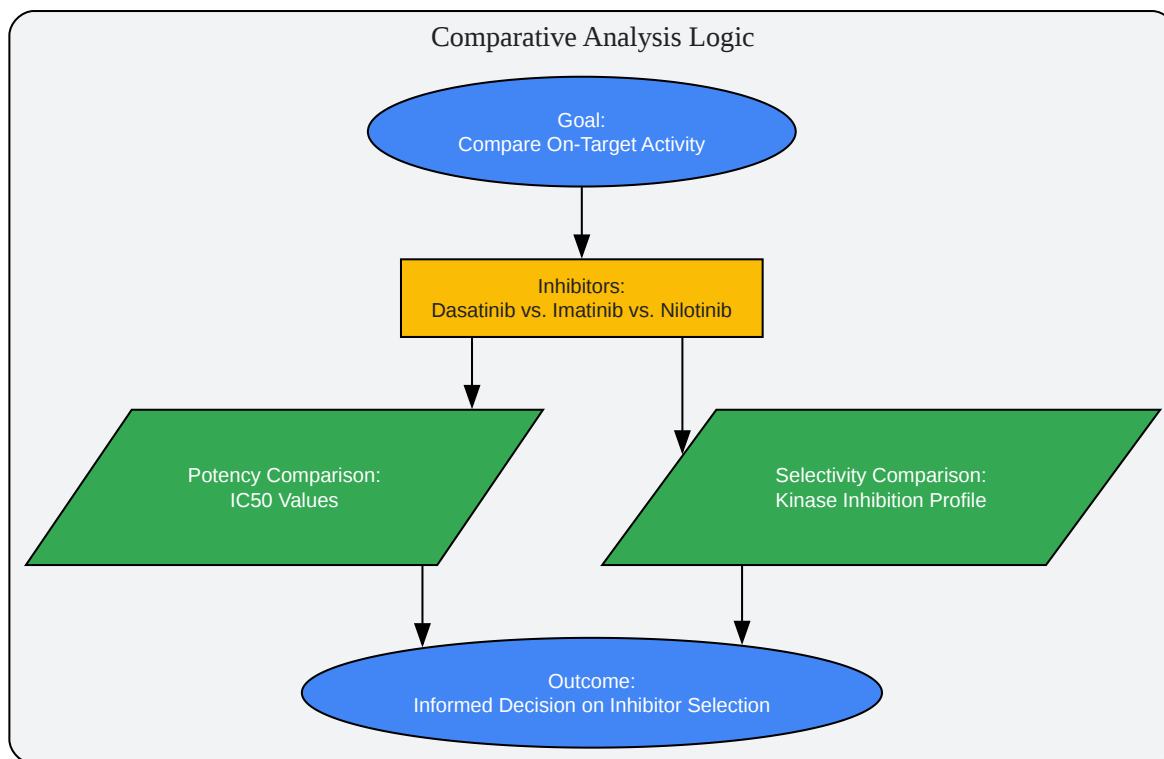 Comparative Analysis Logic
Goal:
Compare On-Target Activity
Inhibitors:
Dasatinib vs. Imatinib vs. Nilotinib
Potency Comparison:
IC50 Values
Selectivity Comparison:
Kinase Inhibition Profile
Outcome:
Informed Decision on Inhibitor Selection